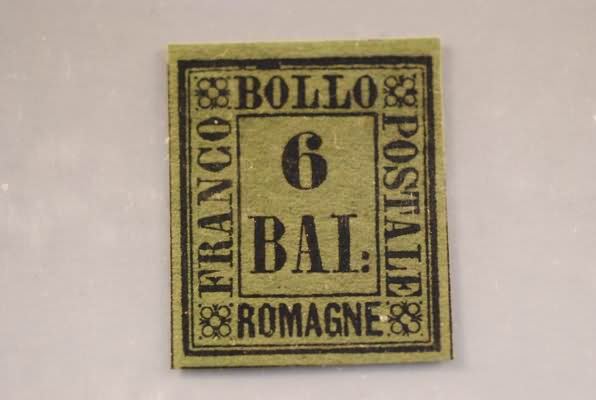 FRANCO
BOLLO
POSTALE
6
BAI:
ROMAGNE